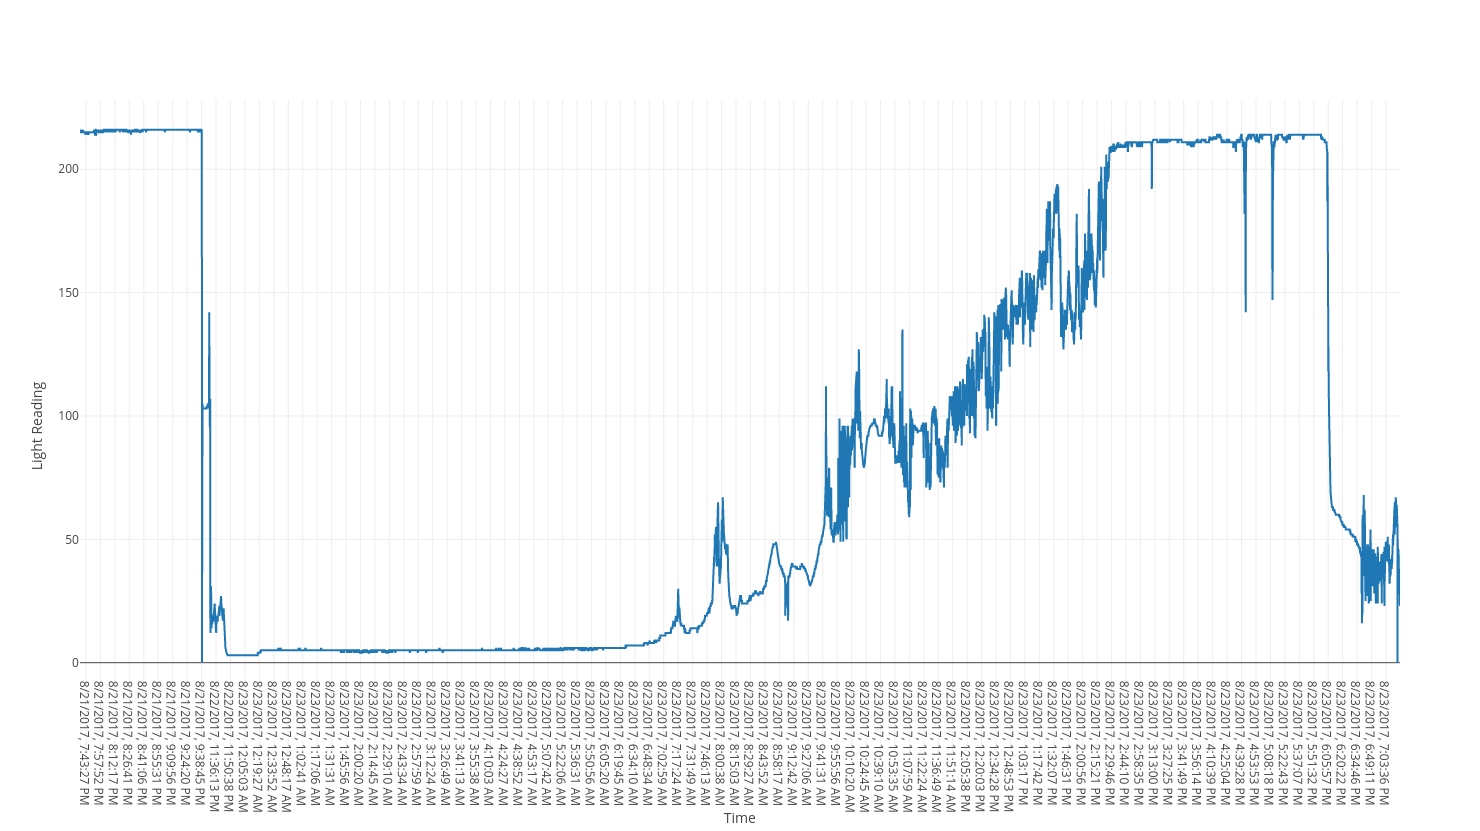 200
150
100
50
0
Light Reading
8/21/2017, 7:43:27 PM
8/21/2017, 7:57:52 PM
8/21/2017, 8:12:17 PM
8/21/2017, 8:26:41 PM
8/21/2017, 8:41:06 PM
8/21/2017, 8:55:31 PM
8/21/2017, 9:09:56 PM
8/21/2017, 9:24:20 PM
8/21/2017, 9:38:45 PM
8/22/2017, 11:36:13 PM
8/22/2017, 11:50:38 PM
8/23/2017, 12:05:03 AM
8/23/2017, 12:19:27 AM
8/23/2017, 12:33:52 AM
8/23/2017, 12:48:17 AM
8/23/2017, 1:02:41 AM
8/23/2017, 1:17:06 AM
8/23/2017, 1:31:31 AM
8/23/2017, 1:45:56 AM
8/23/2017, 2:00:20 AM
8/23/2017, 2:14:45 AM
8/23/2017, 2:29:10 AM
8/23/2017, 2:43:34 AM
8/23/2017, 2:57:59 AM
8/23/2017, 3:12:24 AM
8/23/2017, 3:26:49 AM
8/23/2017, 3:41:13 AM
8/23/2017, 3:55:38 AM
8/23/2017, 4:10:03 AM
8/23/2017, 4:24:27 AM
8/23/2017, 4:38:52 AM
8/23/2017, 4:53:17 AM
8/23/2017, 5:07:42 AM
8/23/2017, 5:22:06 AM
8/23/2017, 5:36:31 AM
8/23/2017, 5:50:56 AM
8/23/2017, 6:05:20 AM
8/23/2017, 6:19:45 AM
8/23/2017, 6:34:10 AM
8/23/2017, 6:48:34 AM
8/23/2017, 7:02:59 AM
8/23/2017, 7:17:24 AM
8/23/2017, 7:31:49 AM
8/23/2017, 7:46:13 AM
8/23/2017, 8:00:38 AM
8/23/2017, 8:15:03 AM
8/23/2017, 8:29:27 AM
8/23/2017, 8:43:52 AM
8/23/2017, 8:58:17 AM
8/23/2017, 9:12:42 AM
8/23/2017, 9:27:06 AM
8/23/2017, 9:41:31 AM
8/23/2017, 9:55:56 AM
8/23/2017, 10:10:20 AM
8/23/2017, 10:24:45 AM
8/23/2017, 10:39:10 AM
8/23/2017, 10:53:35 AM
8/23/2017, 11:07:59 AM
8/23/2017, 11:22:24 AM
8/23/2017, 11:36:49 AM
8/23/2017, 11:51:14 AM
8/23/2017, 12:05:38 PM
8/23/2017, 12:20:03 PM
8/23/2017, 12:34:28 PM
8/23/2017, 12:48:53 PM
8/23/2017, 1:03:17 PM
8/23/2017, 1:17:42 PM
8/23/2017, 1:32:07 PM
8/23/2017, 1:46:31 PM
8/23/2017, 2:00:56 PM
8/23/2017, 2:15:21 PM
8/23/2017, 2:29:46 PM
8/23/2017, 2:44:10 PM
8/23/2017, 2:58:35 PM
8/23/2017, 3:13:00 PM
8/23/2017, 3:27:25 PM
8/23/2017, 3:41:49 PM
8/23/2017, 3:56:14 PM
8/23/2017, 4:10:39 PM
8/23/2017, 4:25:04 PM
8/23/2017, 4:39:28 PM
8/23/2017, 4:53:53 PM
8/23/2017, 5:08:18 PM
8/23/2017, 5:22:43 PM
8/23/2017, 5:37:07 PM
8/23/2017, 5:51:32 PM
8/23/2017, 6:05:57 PM
8/23/2017, 6:20:22 PM
8/23/2017, 6:34:46 PM
8/23/2017, 6:49:11 PM
8/23/2017, 7:03:36 PM
Time